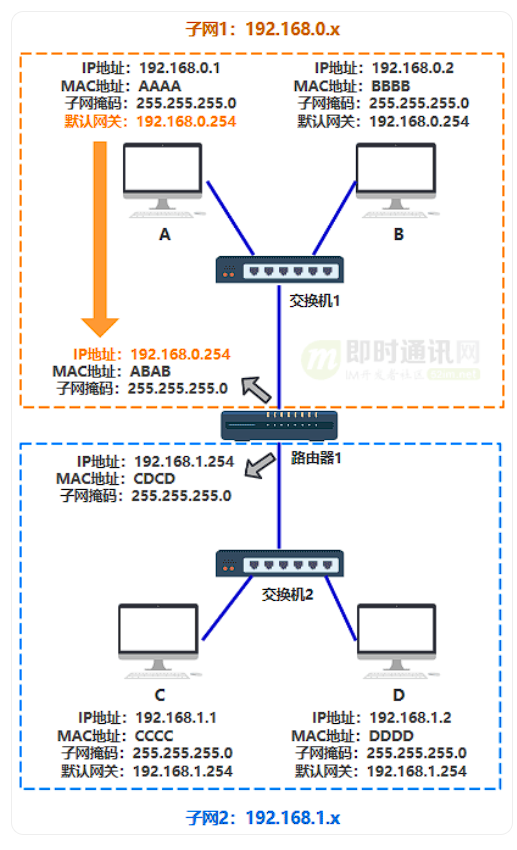 子网1：192.168.0.x
IP地址：192.168.0.1
MAC地址：AAAA
子网掩码：255.255.255.0
默认网关：192.168.0.254
IP地址：192.168.0.2
MAC地址：BBBB
子网掩码：255.255.255.0
默认网关：192.168.0.254
A
B
交换机1
即时通讯网
IM开发者社区
52im.net
IP地址：192.168.0.254
MAC地址：ABAB
子网掩码：255.255.255.0
路由器1
IP地址：192.168.1.254
MAC地址：CDCD
子网掩码：255.255.255.0
交换机2
C
D
IP地址：192.168.1.1
MAC地址：CCCC
子网掩码：255.255.255.0
默认网关：192.168.1.254
IP地址：192.168.1.2
MAC地址：DDDD
子网掩码：255.255.255.0
默认网关：192.168.1.254
子网2：192.168.1.x